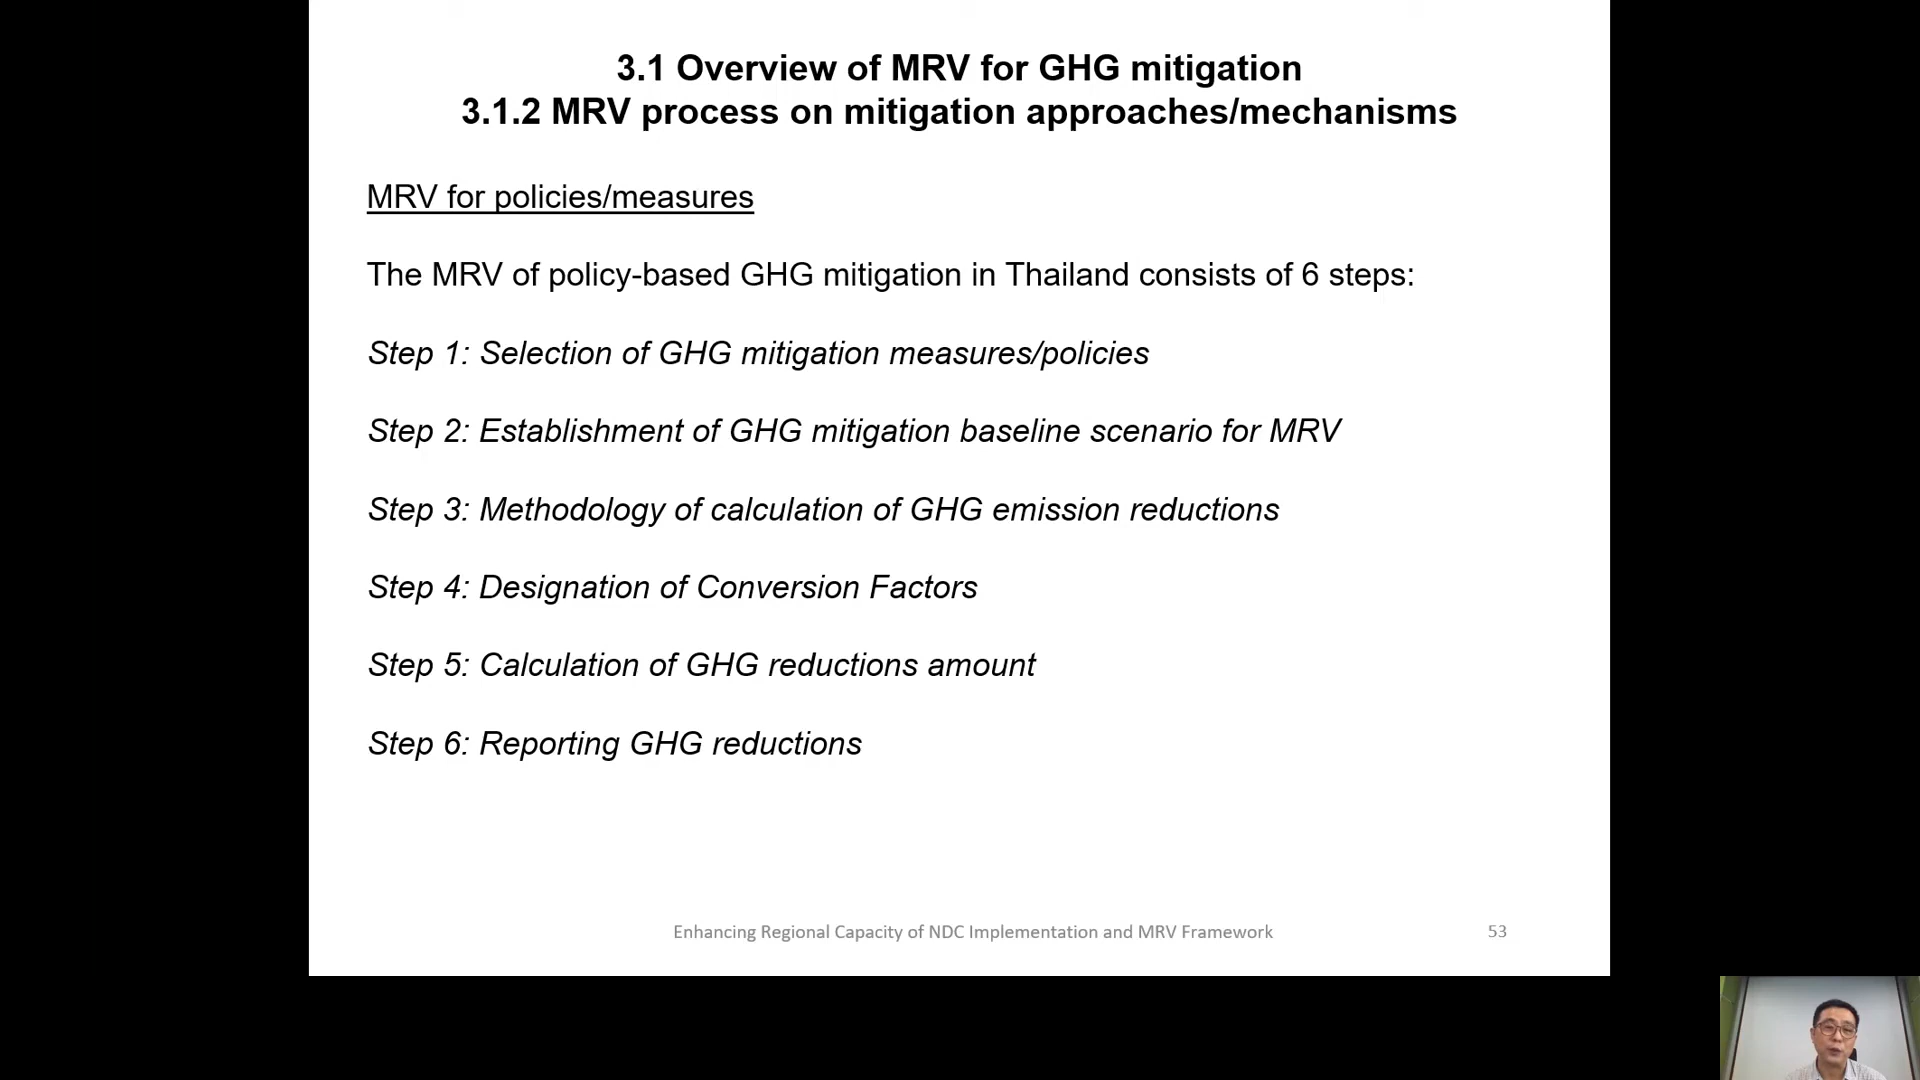 3.1 Overview of MRV for GHG mitigation
3.1.2 MRV process on mitigation approaches/mechanisms
MRV for policies/measures
The MRV of policy-based GHG mitigation in Thailand consists of 6 steps:
Step 1: Selection of GHG mitigation measures/policies
Step 2: Establishment of GHG mitigation baseline scenario for MRV
Step 3: Methodology of calculation of GHG emission reductions
Step 4: Designation of Conversion Factors
Step 5: Calculation of GHG reductions amount
Step 6: Reporting GHG reductions
Enhancing Regional Capacity of NDC Implementation and MRV Framework
53